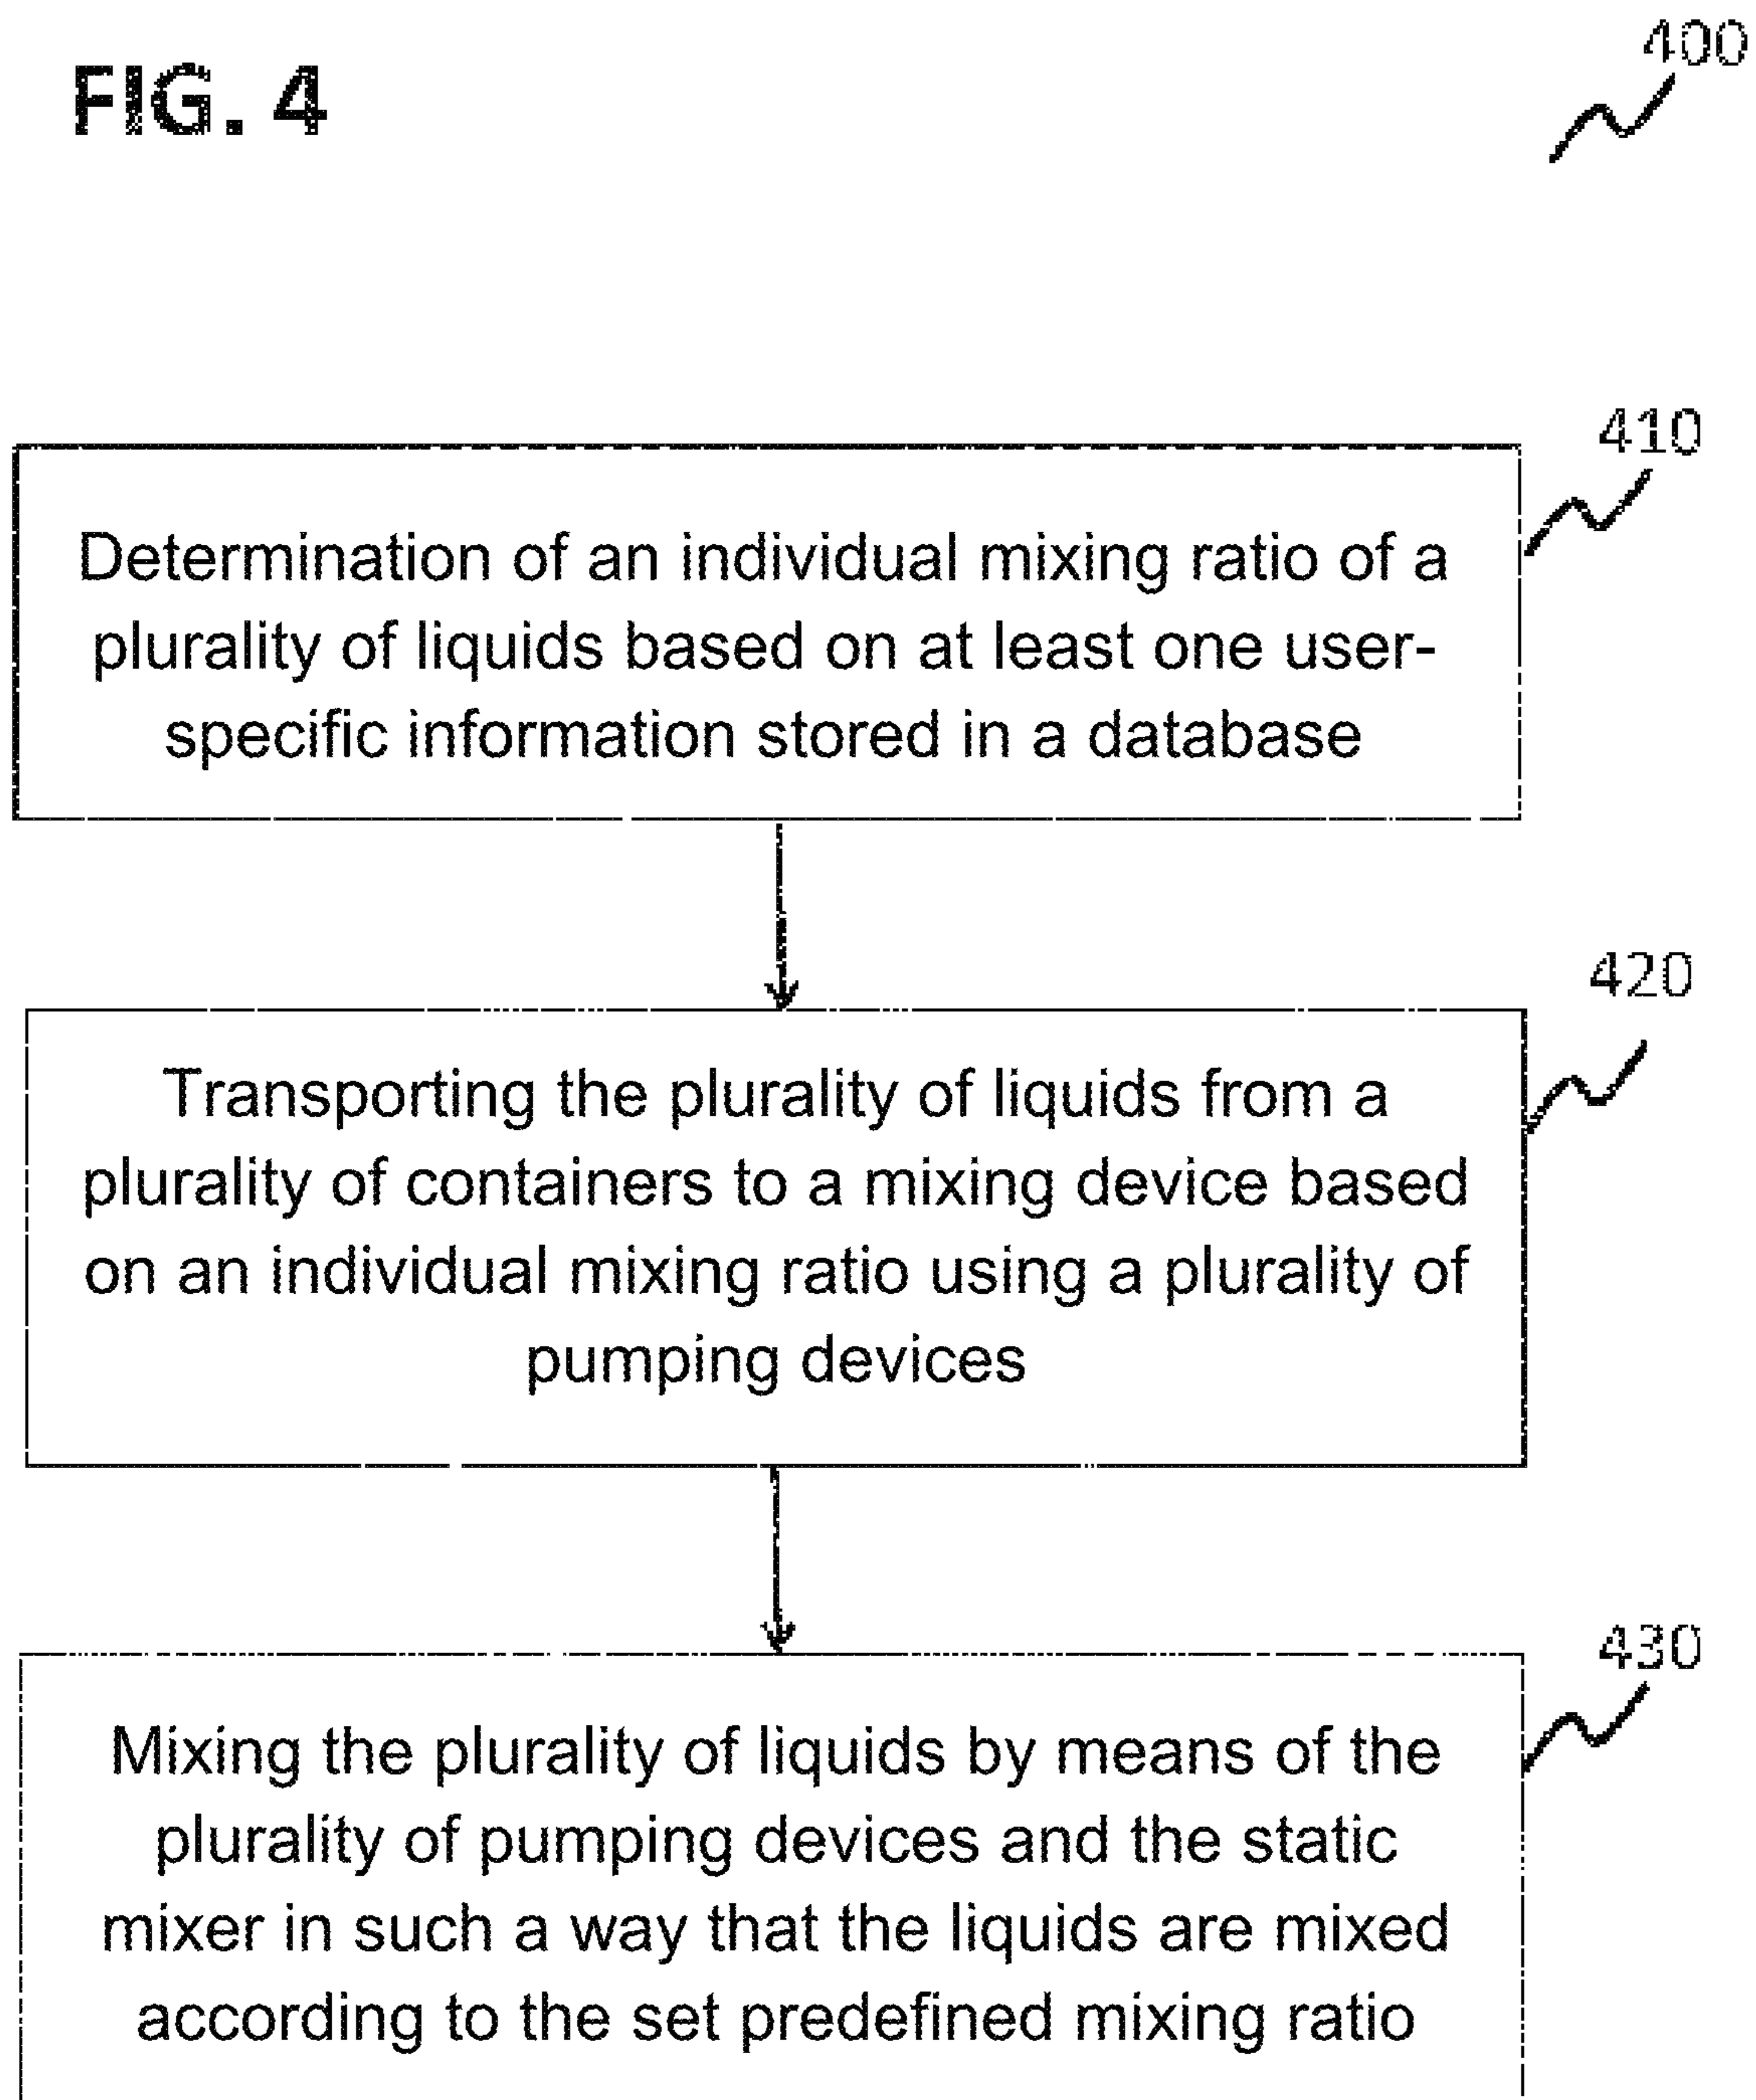 FIG. 4
400
410
Determination of an individual mixing ratio of a
plurality of liquids based on at least one user-
specific information stored in a database
420
Transporting the plurality of liquids from a
plurality of containers to a mixing device based
on an individual mixing ratio using a plurality of
pumping devices
430
Mixing the plurality of liquids by means of the
plurality of pumping devices and the static
mixer in such a way that the liquids are mixed
according to the set predefined mixing ratio